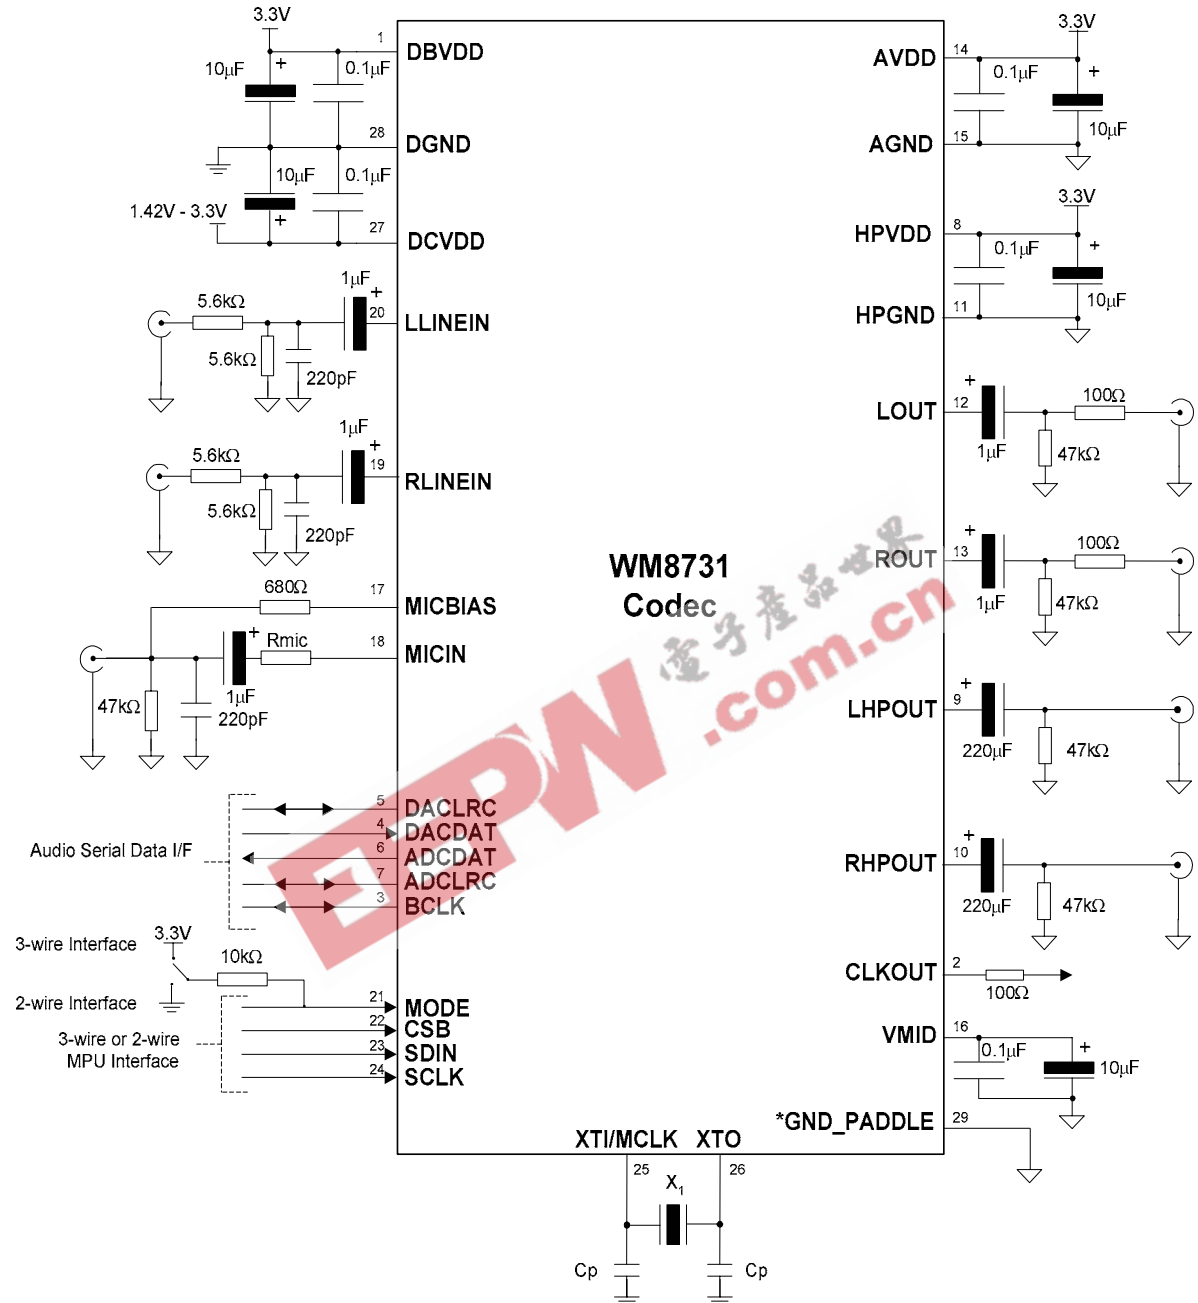 3.3V
3.3V
1
DBVDD
AVDD
14
10µF
+
0.1µF
0.1µF
+
28
DGND
AGND
15
10µF
10µF
0.1µF
3.3V
1.42V - 3.3V
+
27
DCVDD
HPVDD
8
0.1µF
+
1µF
+
5.6kΩ
20
LLINEIN
HPGND
11
10µF
5.6kΩ
220pF
+
100Ω
LOUT
12
1µF
+
1µF
47kΩ
5.6kΩ
19
RLINEIN
5.6kΩ
220pF
WM8731
Codec
ROUT
13
+
100Ω
1µF
47kΩ
680Ω
17
MICBIAS
+
Rmic
18
MICIN
47kΩ
1µF
220pF
LHPOUT
9
+
220µF
47kΩ
電子產品世界
EEPW
.com.cn
5
DACLRC
4
DACDAT
Audio Serial Data I/F
6
ADCDAT
7
ADCLRC
3
BCLK
RHPOUT
10
+
220µF
47kΩ
3.3V
3-wire Interface
10kΩ
2-wire Interface
CLKOUT
2
100Ω
21
MODE
22
CSB
3-wire or 2-wire
MPU Interface
23
SDIN
24
SCLK
VMID
16
0.1µF
+
10µF
*GND_PADDLE
29
XTI/MCLK
XTO
25
26
X1
Cp
Cp